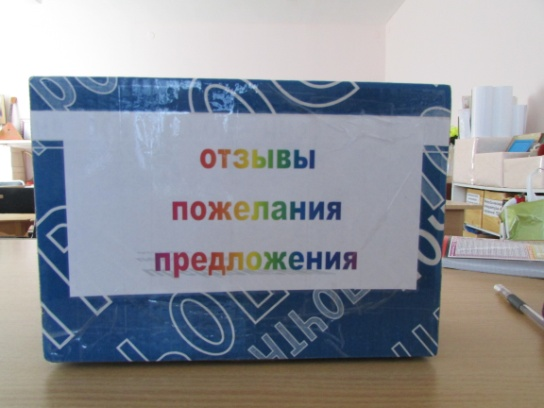 отзывы
пожелания
предложения